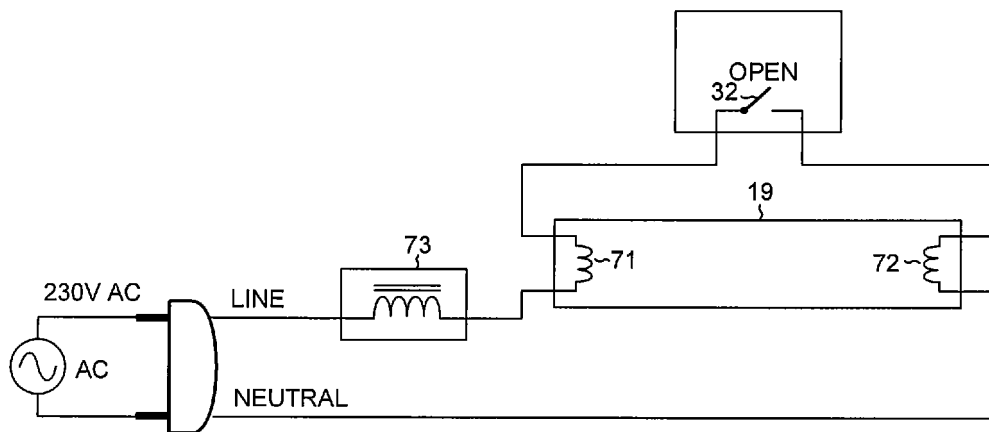 OPEN
32
19
73
71
72
230V AC
LINE
AC
NEUTRAL